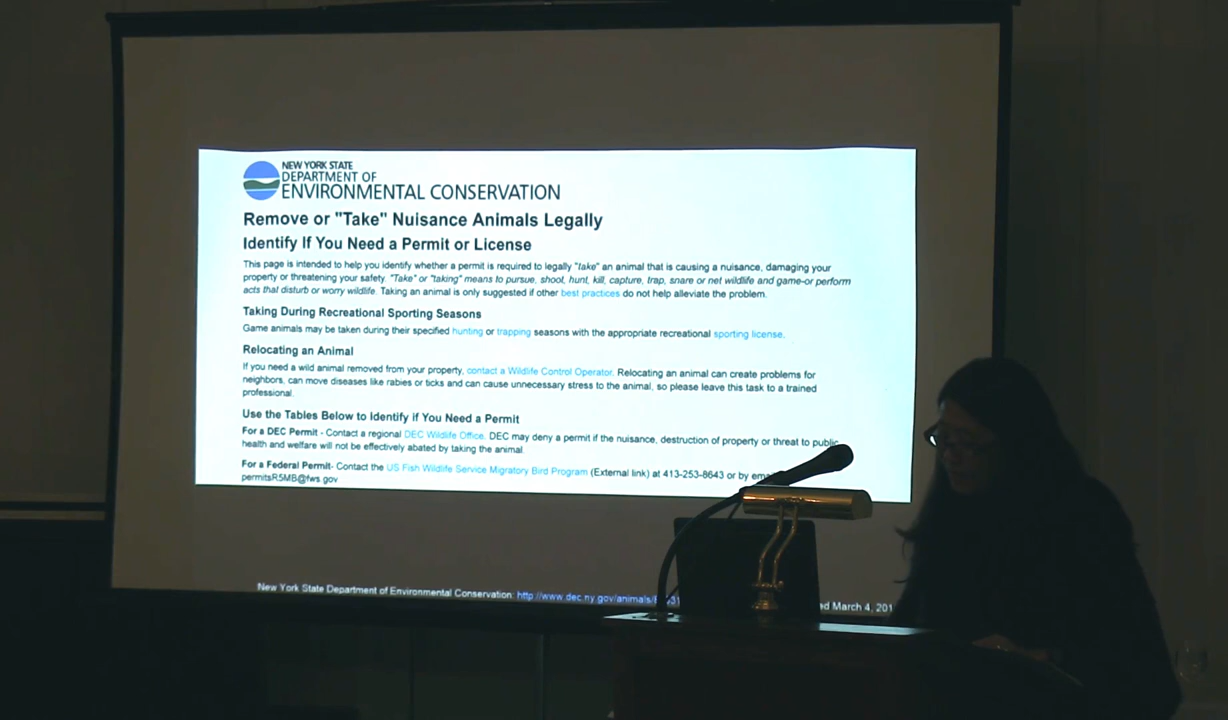 NEW YORK STATE
DEPARTMENT OF
ENVIRONMENTAL CONSERVATION
Remove or "Take" Nuisance Animals Legally
Identify If You Need a Permit or License
This page is intended to help you identify whether a permit is required to legally "take" an animal that is causing a nuisance, damaging your
property or threatening your safety. "Take" or "taking" means to pursue, shoot, hunt, kill, capture, trap, snare or net wildlife and game-or perform
acts that disturb or worry wildlife. Taking an animal is only suggested if other best practices do not help alleviate the problem.
Taking During Recreational Sporting Seasons
Game animals may be taken during their specified hunting or trapping seasons with the appropriate recreational sporting license.
Relocating an Animal
If you need a wild animal removed from your property, contact a Wildlife Control Operator. Relocating an animal can create problems for
neighbors, can move diseases like rabies or ticks and can cause unnecessary stress to the animal, so please leave this task to a trained
professional.
Use the Tables Below to Identify if You Need a Permit
For a DEC Permit - Contact a regional DEC Wildlife Office. DEC may deny a permit if the nuisance, destruction of property or threat to public
health and welfare will not be effectively abated by taking the animal.
For a Federal Permit- Contact the US Fish Wildlife Service Migratory Bird Program (External link) at 413-253-8643 or by
permitsR5MB@fws.gov
New York State Department of Environmental Conservation: http://www.dec.ny.gov/animals/ March 4,